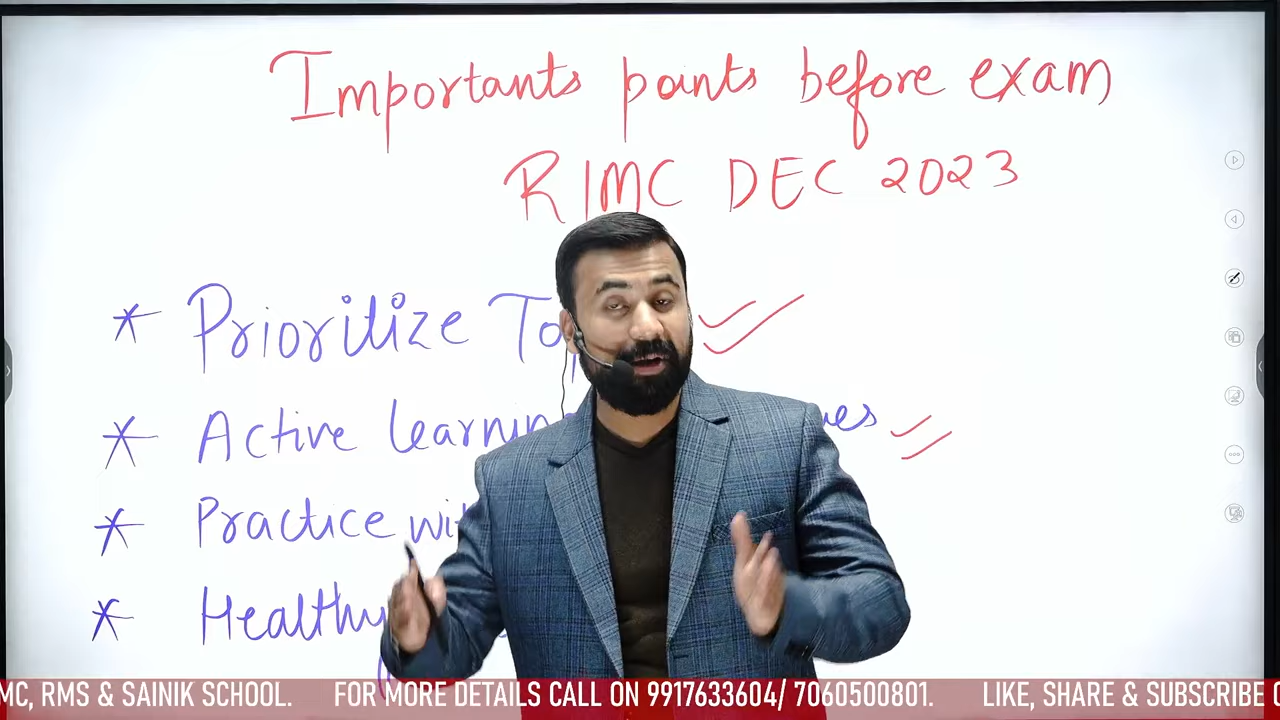 Importants points before exam
RIMC DEC 2023
* Prioritize To
* Active learnin ues
* Practice wi
* Healthy
MC, RMS & SAINIK SCHOOL. FOR MORE DETAILS CALL ON 9917633604/ 7060500801. LIKE, SHARE & SUBSCRIBE